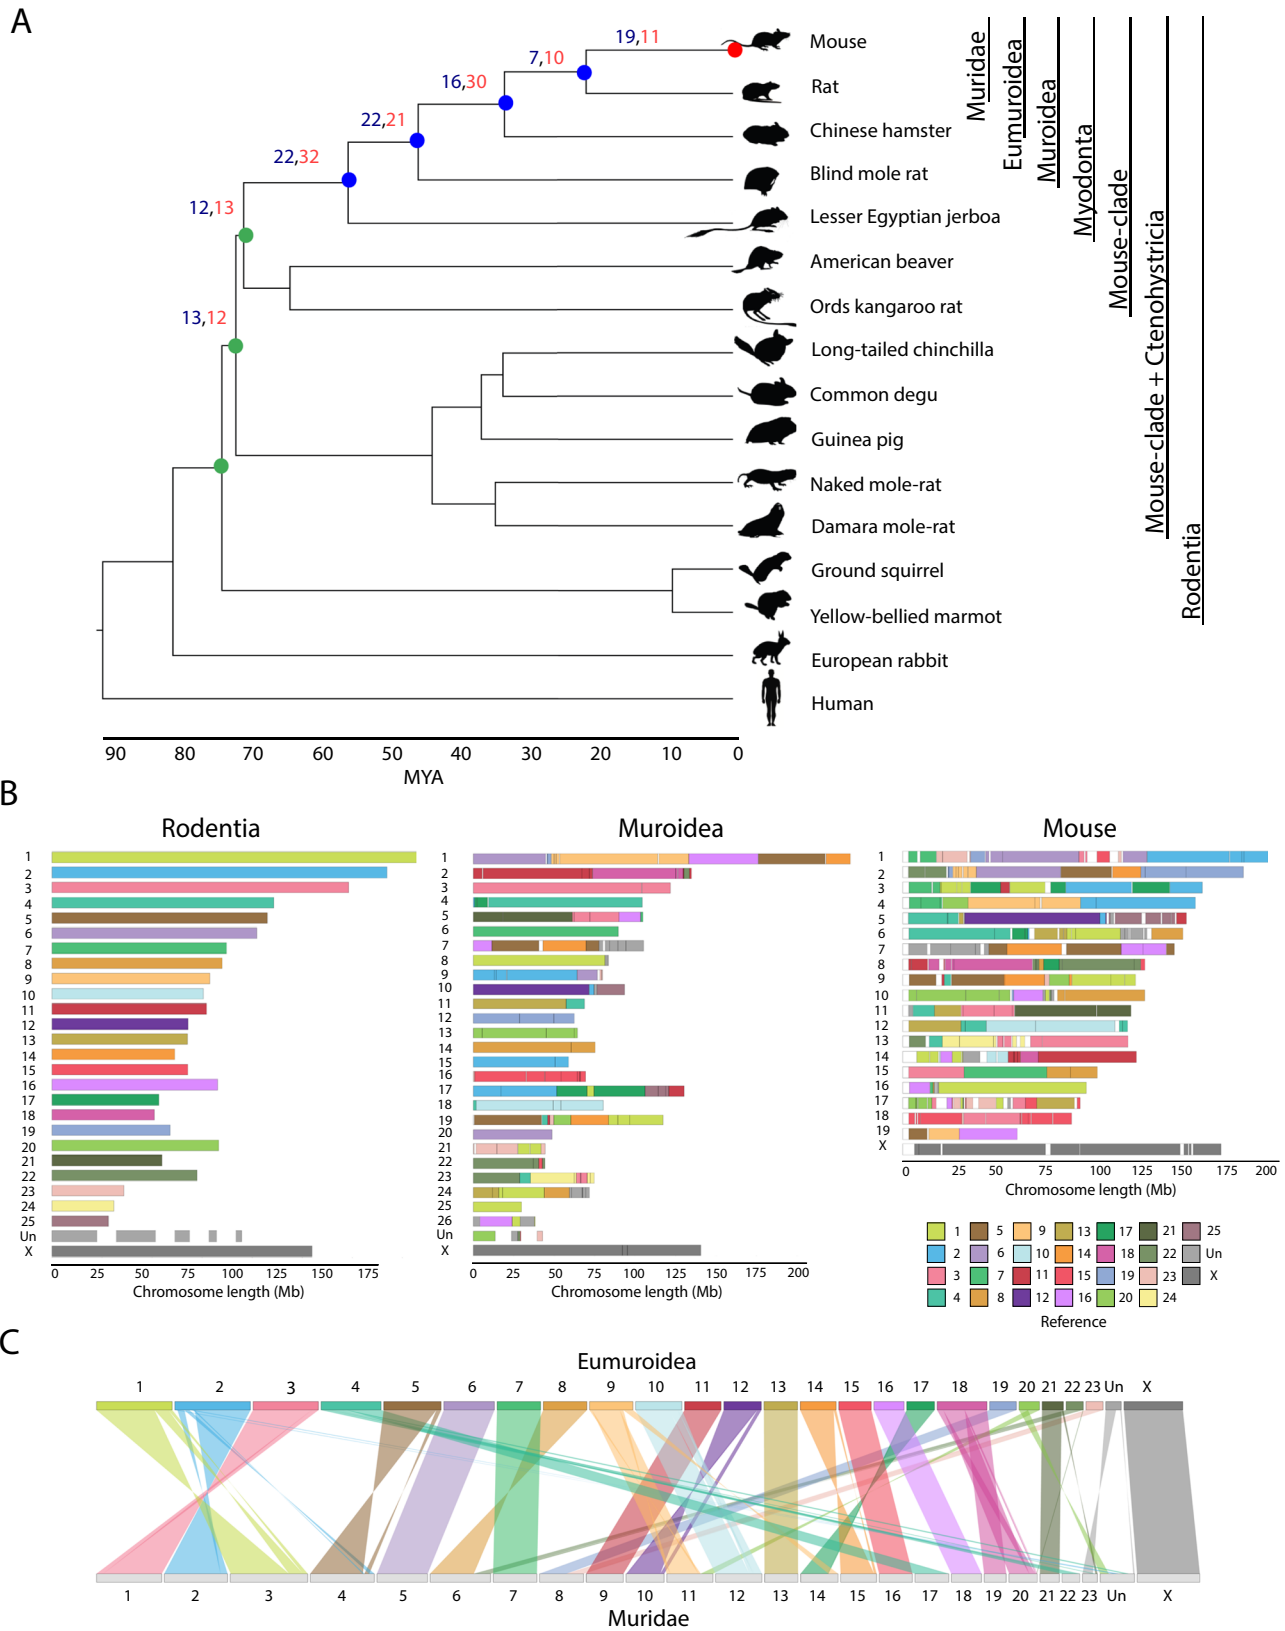 A
19,11
7,10
16,30
22,21
22,32
12,13
13,12
Mouse
Rat
Chinese hamster
Blind mole rat
Lesser Egyptian jerboa
American beaver
Ords kangaroo rat
Long-tailed chinchilla
Common degu
Guinea pig
Naked mole-rat
Damara mole-rat
Ground squirrel
Yellow-bellied marmot
European rabbit
Human
Muridae
Eumuroidea
Muroidea
Myodonta
Mouse-clade
Mouse-clade + Ctenohystricia
Rodentia
90 80 70 60 50 40 30 20 10 0
MYA
B
Rodentia
1
2
3
4
5
6
7
8
9
10
11
12
13
14
15
16
17
18
19
20
21
22
23
24
25
Un
X
0 25 50 75 100 125 150 175
Chromosome length (Mb)
Muroidea
1
2
3
4
5
6
7
8
9
10
11
12
13
14
15
16
17
18
19
20
21
22
23
24
25
26
Un
X
0 25 50 75 100 125 150 175 200
Chromosome length (Mb)
Mouse
1
2
3
4
5
6
7
8
9
10
11
12
13
14
15
16
17
18
19
X
0 25 50 75 100 125 150 175 200
Chromosome length (Mb)
1 5 9 13 17 21 25
2 6 10 14 18 22 Un
3 7 11 15 19 23 X
4 8 12 16 20 24
Reference
C
Eumuroidea
1 2 3 4 5 6 7 8 9 10 11 12 13 14 15 16 17 18 19 20 21 22 23 Un X
1 2 3 4 5 6 7 8 9 10 11 12 13 14 15 16 17 18 19 20 21 22 23 Un X
Muridae